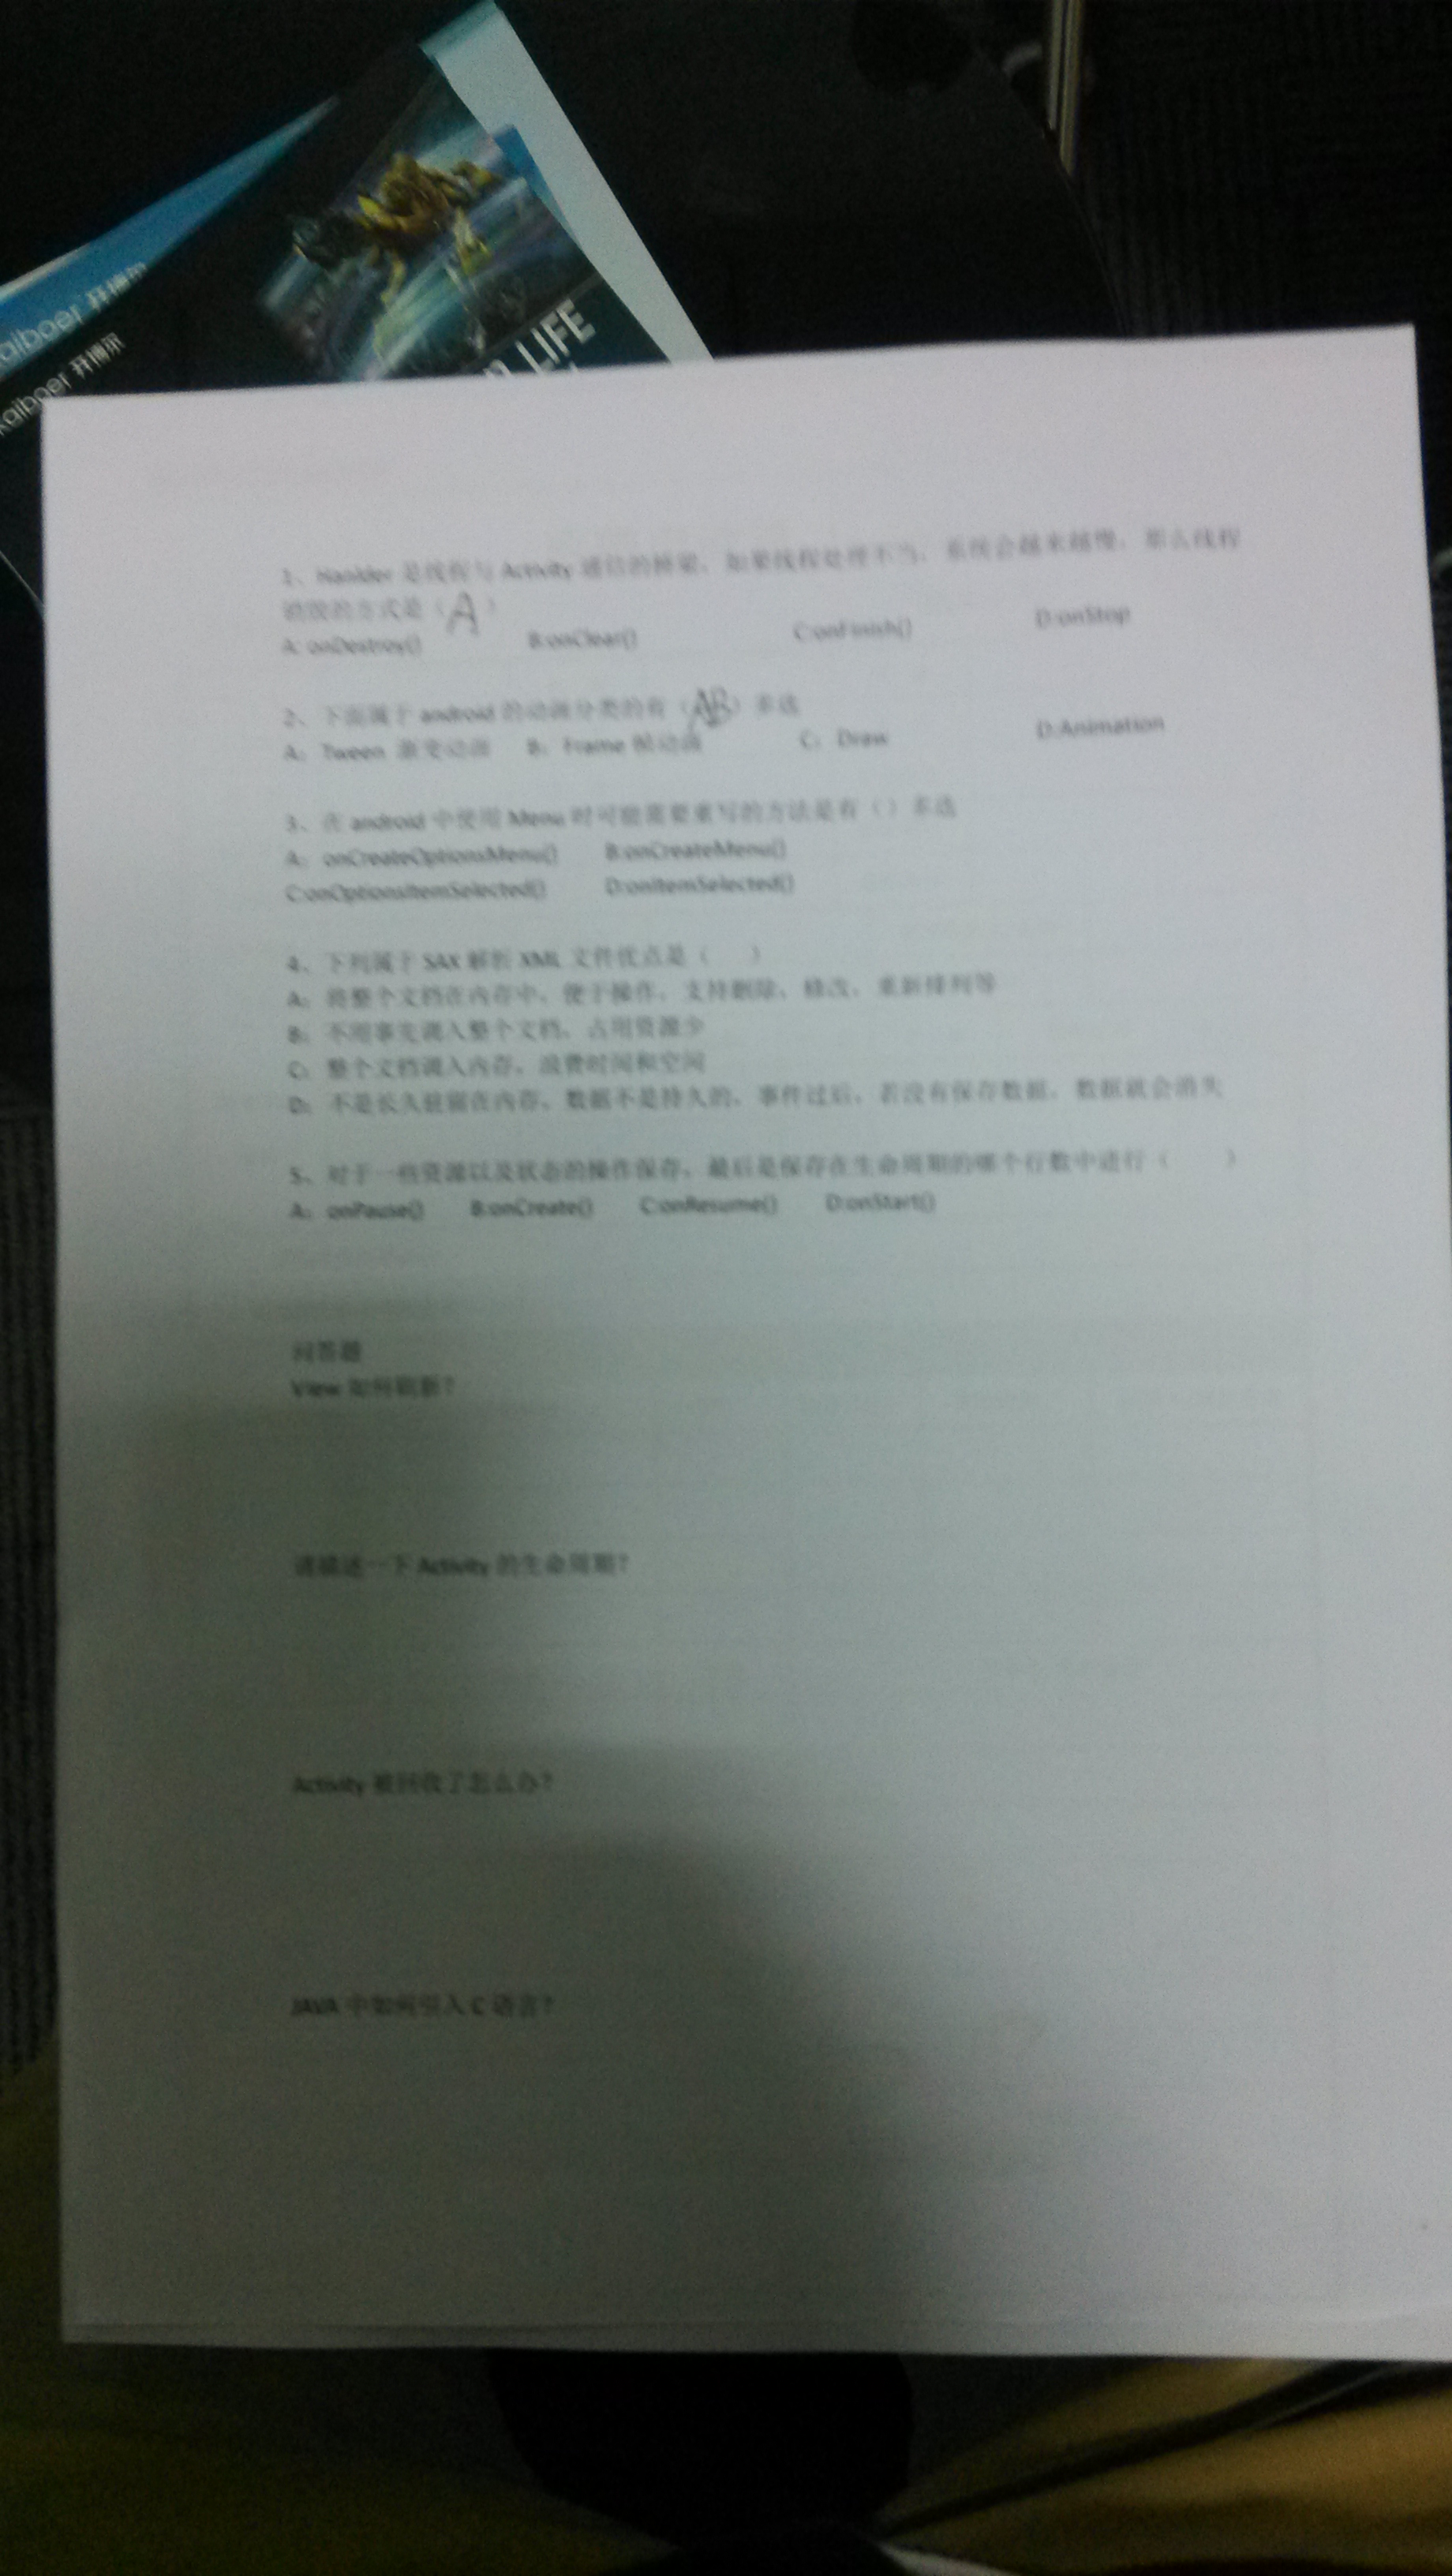 kaiboer 开博尔
kaiboer 开博尔
LIFE
1、Hanlder 是线程与 Activity 通信的桥梁，如果线程处理不当，系统会越来越慢，那么线程
销毁的方式是（A）
A: onDestroy() B:onClear() C:onFinish() D:onStop
2、下面属于 android 的动画分类的有（AB）多选
A：Tween 渐变动画 B：Frame 帧动画 C：Draw D:Animation
3、在 android 中使用 Menu 时可能需要重写的方法是有（）多选
A：onCreateOptionsMenu() B:onCreateMenu()
C:onOptionsItemSelected() D:onItemSelected()
4、下列属于 SAX 解析 XML 文件优点是（ ）
A：将整个文档在内存中，便于操作，支持删除，修改，重新排列等
B：不用事先调入整个文档，占用资源少
C：整个文档调入内存，浪费时间和空间
D：不是长久驻留在内存，数据不是持久的，事件过后，若没有保存数据，数据就会消失
5、对于一些资源以及状态的操作保存，最后是保存在生命周期的哪个行数中进行（ ）
A：onPause() B:onCreate() C:onResume() D:onStart()
问答题
View 如何刷新？
请描述一下 Activity 的生命周期？
Activity 被回收了怎么办？
JAVA 中如何引入 C 语言？